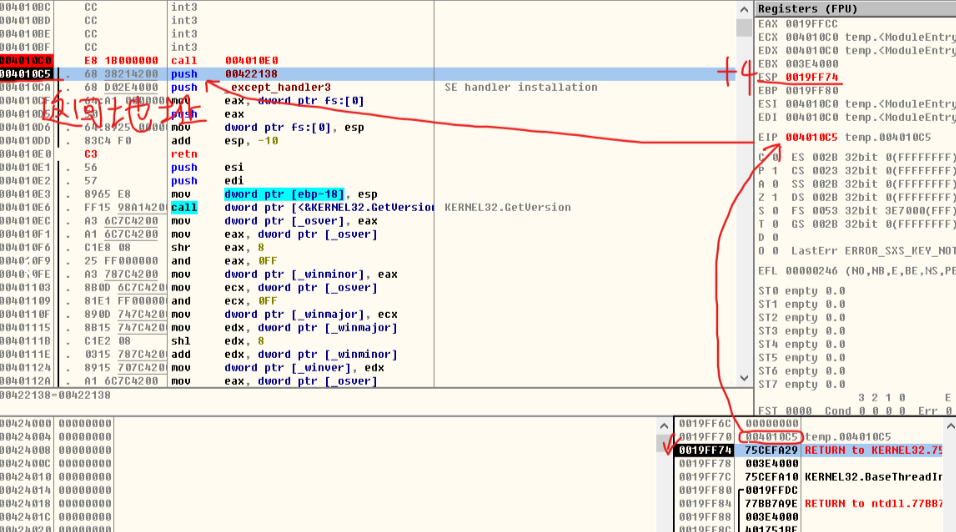 004010BC CC int3
004010BD CC int3
004010BE CC int3
004010BF CC int3
004010C0 E8 1B000000 call 004010E0
004010C5 . 68 38214200 push 00422138
004010CA . 68 D02E4000 push _except_handler3 SE handler installation
mov eax, dword ptr fs:[0]
push eax
004010D6 . mov dword ptr fs:[0], esp
004010DD . 83C4 F0 add esp, -10
004010E0 C3 retn
004010E1 . 56 push esi
004010E2 . 57 push edi
004010E3 . 8965 E8 mov dword ptr [ebp-18], esp
004010E6 . FF15 98A14200 call dword ptr [<&KERNEL32.GetVersion KERNEL32.GetVersion
004010EC . A3 6C7C4200 mov dword ptr [_osver], eax
004010F1 . A1 6C7C4200 mov eax, dword ptr [_osver]
004010F6 . C1E8 08 shr eax, 8
004010F9 . 25 FF000000 and eax, 0FF
004010FE . A3 787C4200 mov dword ptr [_winminor], eax
00401103 . 8B0D 6C7C4200 mov ecx, dword ptr [_osver]
00401109 . 81E1 FF000000 and ecx, 0FF
0040110F . 890D 747C4200 mov dword ptr [_winmajor], ecx
00401115 . 8B15 747C4200 mov edx, dword ptr [_winmajor]
0040111B . C1E2 08 shl edx, 8
0040111E . 0315 787C4200 add edx, dword ptr [_winminor]
00401124 . 8915 707C4200 mov dword ptr [_winver], edx
0040112A . A1 6C7C4200 mov eax, dword ptr [_osver]
返回地址
+4
00422138=00422138
Registers (FPU)
EAX 0019FFCC
ECX 004010C0 temp.<ModuleEntry
EDX 004010C0 temp.<ModuleEntry
EBX 003E4000
ESP 0019FF74
EBP 0019FF80
ESI 004010C0 temp.<ModuleEntry
EDI 004010C0 temp.<ModuleEntry
EIP 004010C5 temp.004010C5
C 0 ES 002B 32bit 0(FFFFFFFF)
P 1 CS 0023 32bit 0(FFFFFFFF)
A 0 SS 002B 32bit 0(FFFFFFFF)
Z 1 DS 002B 32bit 0(FFFFFFFF)
S 0 FS 0053 32bit 3E7000(FFF)
T 0 GS 002B 32bit 0(FFFFFFFF)
D 0
O 0 LastErr ERROR_SXS_KEY_NOT
EFL 00000246 (NO,NB,E,BE,NS,PE
ST0 empty 0.0
ST1 empty 0.0
ST2 empty 0.0
ST3 empty 0.0
ST4 empty 0.0
ST5 empty 0.0
ST6 empty 0.0
ST7 empty 0.0
3 2 1 0 E
FST 0000 Cond 0 0 0 0 Err 0
00424000 00000000
00424004 00000000
00424008 00000000
0042400C 00000000
00424010 00000000
00424014 00000000
00424018 00000000
0042401C 00000000
00424020 00000000
0019FF6C 00000000
0019FF70 004010C5 temp.004010C5
0019FF74 75CEFA29 RETURN to KERNEL32.75
0019FF78 003E4000
0019FF7C 75CEFA10 KERNEL32.BaseThreadIn
0019FF80 0019FFDC
0019FF84 77BB7A9E RETURN to ntdll.77BB7
0019FF88 003E4000
0019FF8C 401751BF